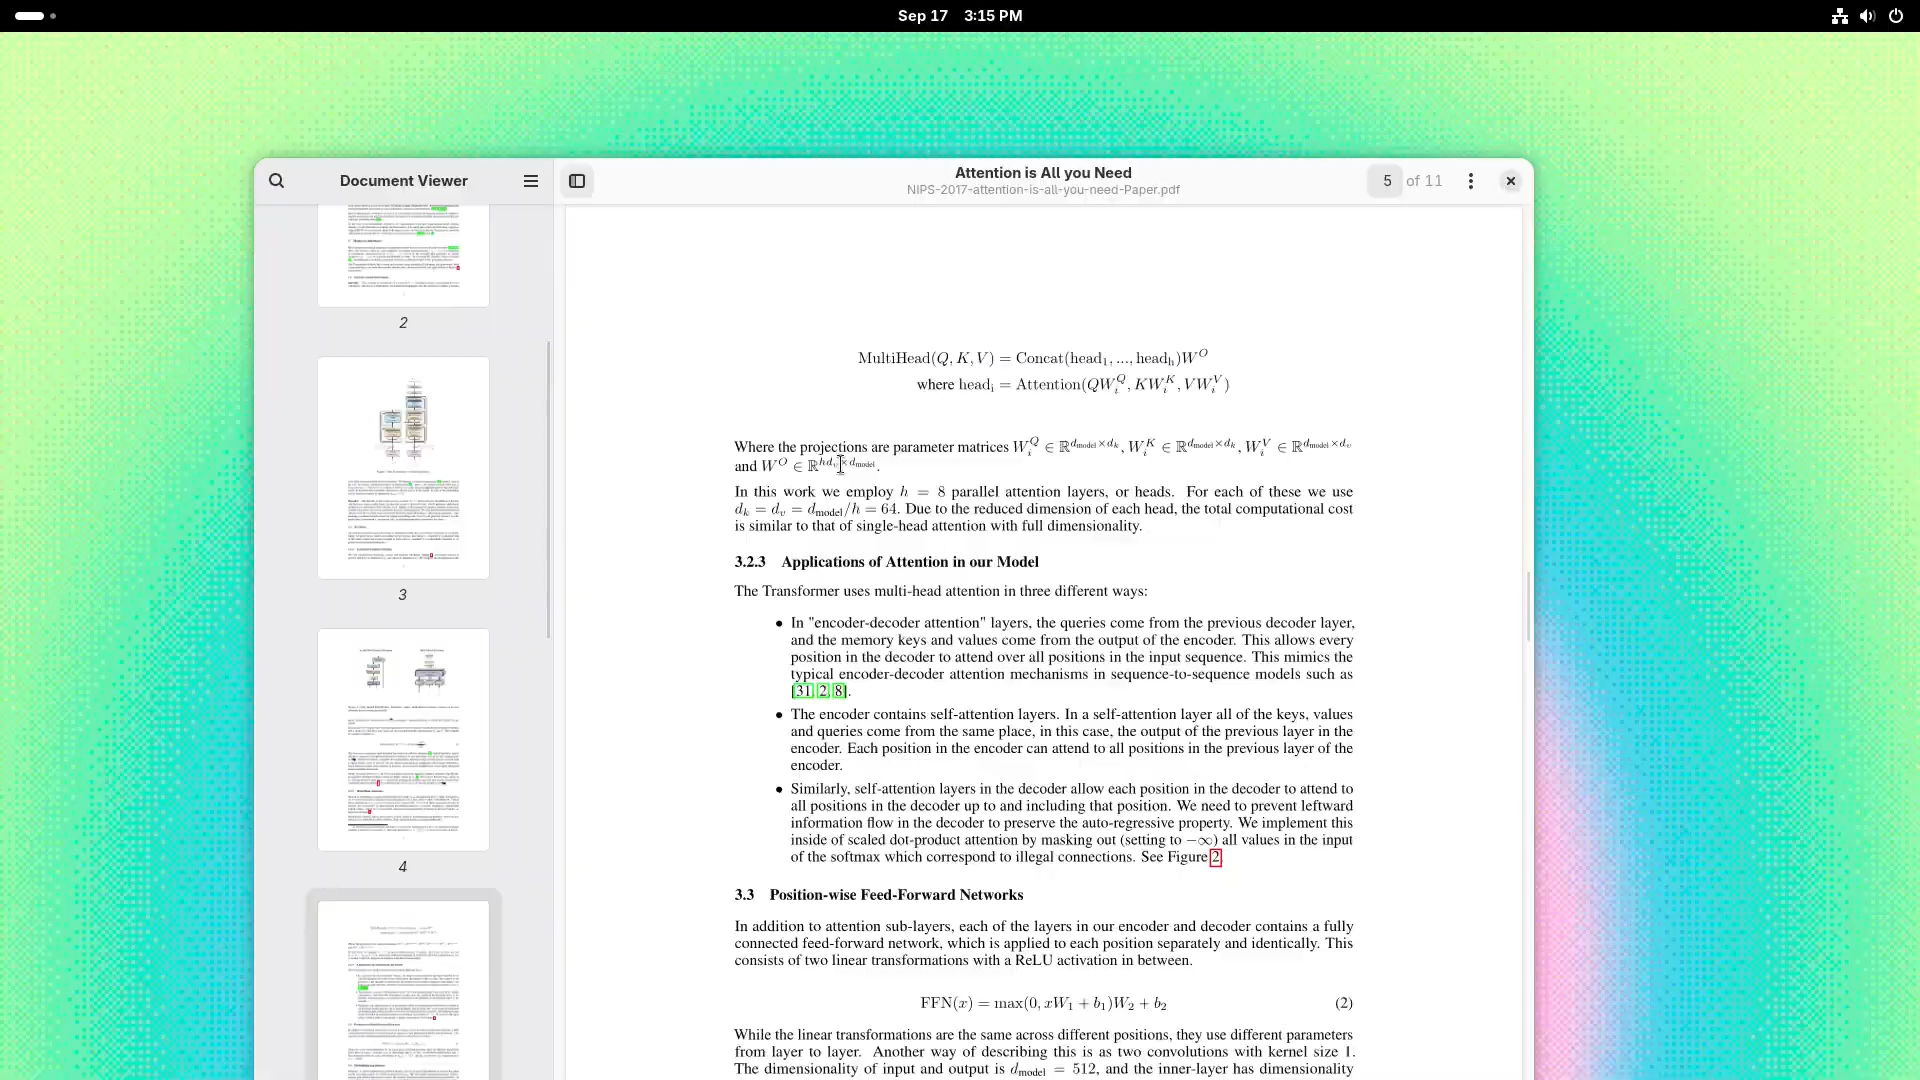 Sep 17 3:15 PM
Document Viewer
Attention is All you Need
NIPS-2017-attention-is-all-you-need-Paper.pdf
5 of 11
2
3
4
MultiHead(Q, K, V) = Concat(head₁, ..., headₕ)W^O
where headᵢ = Attention(QWᵢ^Q, KWᵢ^K, VWᵢ^V)
Where the projections are parameter matrices Wᵢ^Q ∈ ℝ^{d_model×d_k}, Wᵢ^K ∈ ℝ^{d_model×d_k}, Wᵢ^V ∈ ℝ^{d_model×d_v}
and W^O ∈ ℝ^{hd_v×d_model}.
In this work we employ h = 8 parallel attention layers, or heads. For each of these we use
d_k = d_v = d_model/h = 64. Due to the reduced dimension of each head, the total computational cost
is similar to that of single-head attention with full dimensionality.
3.2.3 Applications of Attention in our Model
The Transformer uses multi-head attention in three different ways:
• In "encoder-decoder attention" layers, the queries come from the previous decoder layer,
and the memory keys and values come from the output of the encoder. This allows every
position in the decoder to attend over all positions in the input sequence. This mimics the
typical encoder-decoder attention mechanisms in sequence-to-sequence models such as
[31, 2, 8].
• The encoder contains self-attention layers. In a self-attention layer all of the keys, values
and queries come from the same place, in this case, the output of the previous layer in the
encoder. Each position in the encoder can attend to all positions in the previous layer of the
encoder.
• Similarly, self-attention layers in the decoder allow each position in the decoder to attend to
all positions in the decoder up to and including that position. We need to prevent leftward
information flow in the decoder to preserve the auto-regressive property. We implement this
inside of scaled dot-product attention by masking out (setting to −∞) all values in the input
of the softmax which correspond to illegal connections. See Figure 2.
3.3 Position-wise Feed-Forward Networks
In addition to attention sub-layers, each of the layers in our encoder and decoder contains a fully
connected feed-forward network, which is applied to each position separately and identically. This
consists of two linear transformations with a ReLU activation in between.
FFN(x) = max(0, xW₁ + b₁)W₂ + b₂ (2)
While the linear transformations are the same across different positions, they use different parameters
from layer to layer. Another way of describing this is as two convolutions with kernel size 1.
The dimensionality of input and output is d_model = 512, and the inner-layer has dimensionality